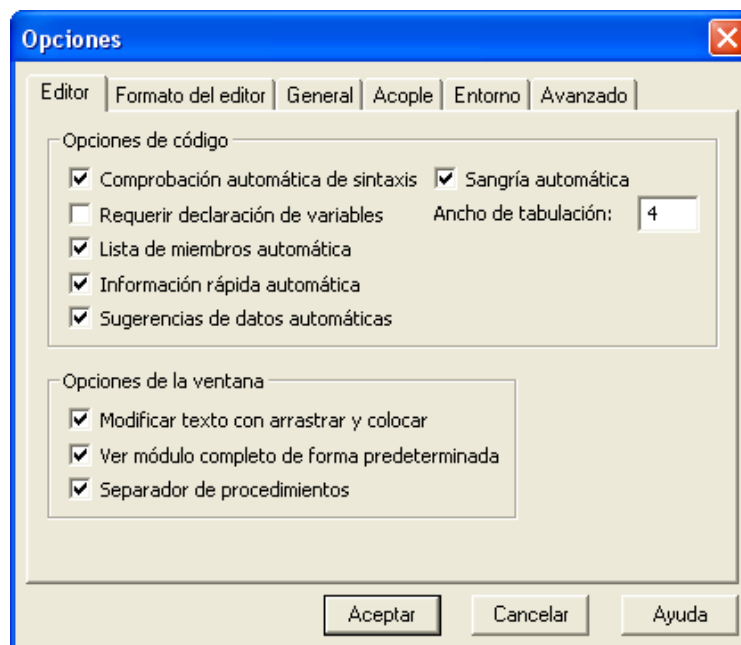 Opciones
Editor Formato del editor General Acople Entorno Avanzado
Opciones de código
Comprobación automática de sintaxis Sangría automática
Requerir declaración de variables Ancho de tabulación: 4
Lista de miembros automática
Información rápida automática
Sugerencias de datos automáticas
Opciones de la ventana
Modificar texto con arrastrar y colocar
Ver módulo completo de forma predeterminada
Separador de procedimientos
Aceptar Cancelar Ayuda